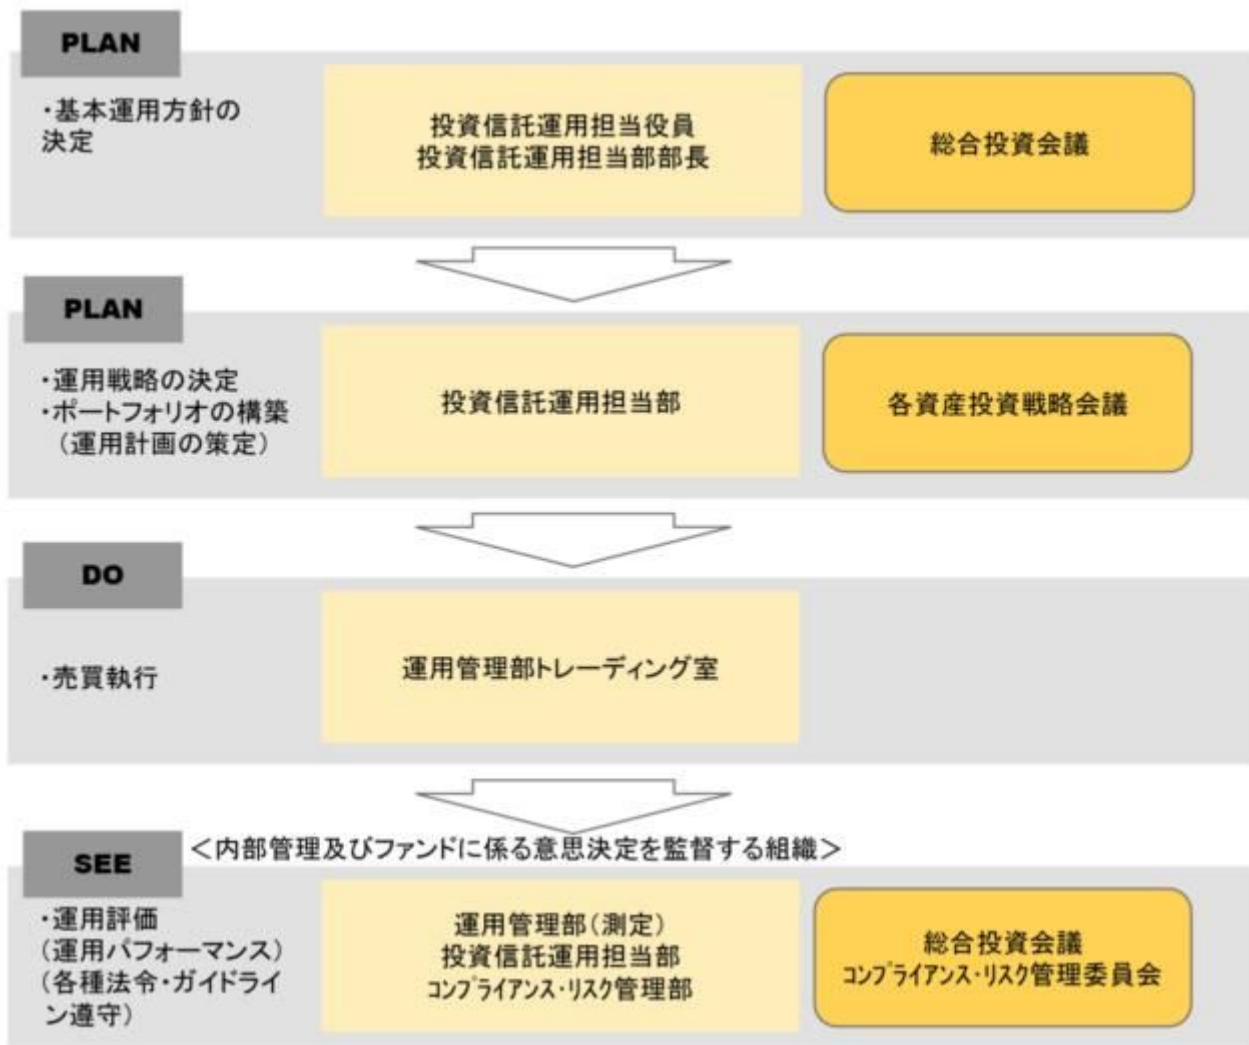 PLAN
・基本運用方針の
決定
投資信託運用担当役員
投資信託運用担当部部長
総合投資会議
PLAN
・運用戦略の決定
・ポートフォリオの構築
（運用計画の策定）
投資信託運用担当部
各資産投資戦略会議
DO
・売買執行
運用管理部トレーディング室
SEE
＜内部管理及びファンドに係る意思決定を監督する組織＞
・運用評価
(運用パフォーマンス)
(各種法令・ガイドライ
ン遵守)
運用管理部(測定)
投資信託運用担当部
ｺﾝﾌﾟﾗｲｱﾝｽ・ﾘｽｸ管理部
総合投資会議
ｺﾝﾌﾟﾗｲｱﾝｽ・ﾘｽｸ管理委員会